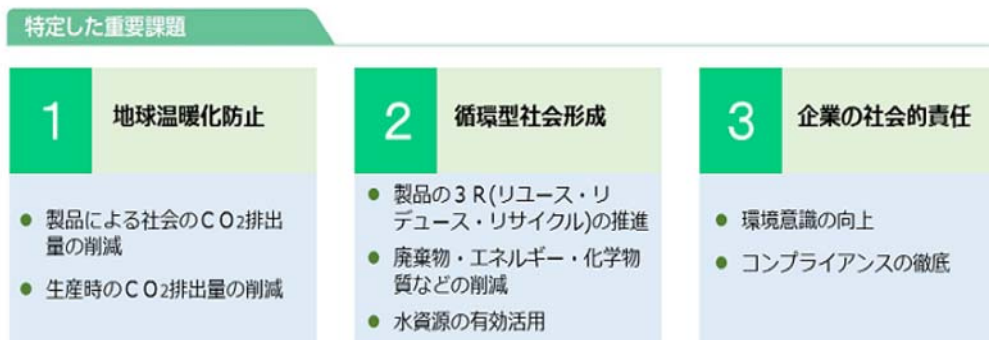 特定した重要課題
1
地球温暖化防止
● 製品による社会のCO2排出
量の削減
● 生産時のCO2排出量の削減
2
循環型社会形成
● 製品の3R(リユース・リ
デュース・リサイクル)の推進
● 廃棄物・エネルギー・化学物
質などの削減
● 水資源の有効活用
3
企業の社会的責任
● 環境意識の向上
● コンプライアンスの徹底